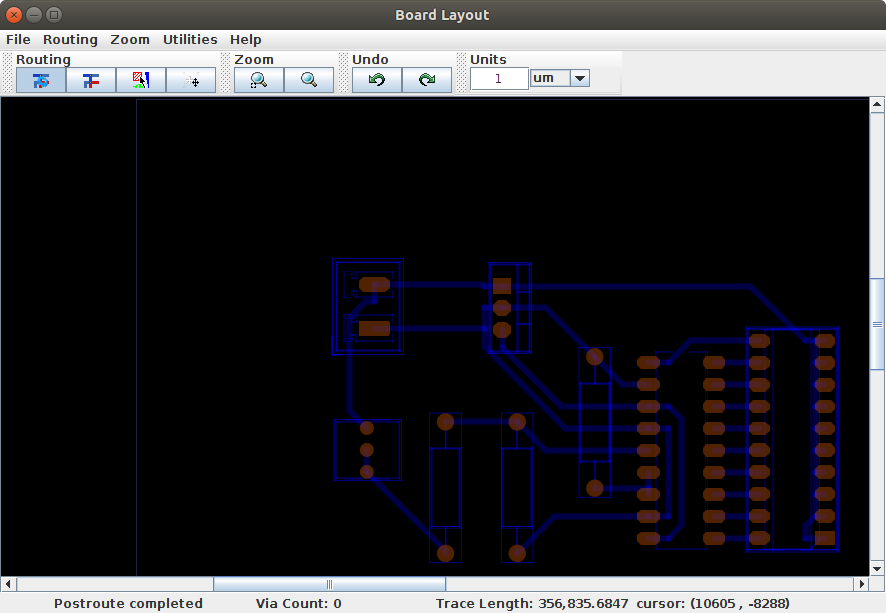 Board Layout
File Routing Zoom Utilities Help
Routing Zoom Undo Units
1 um
Postroute completed Via Count: 0 Trace Length: 356,835.6847 cursor: (10605 , -8288)